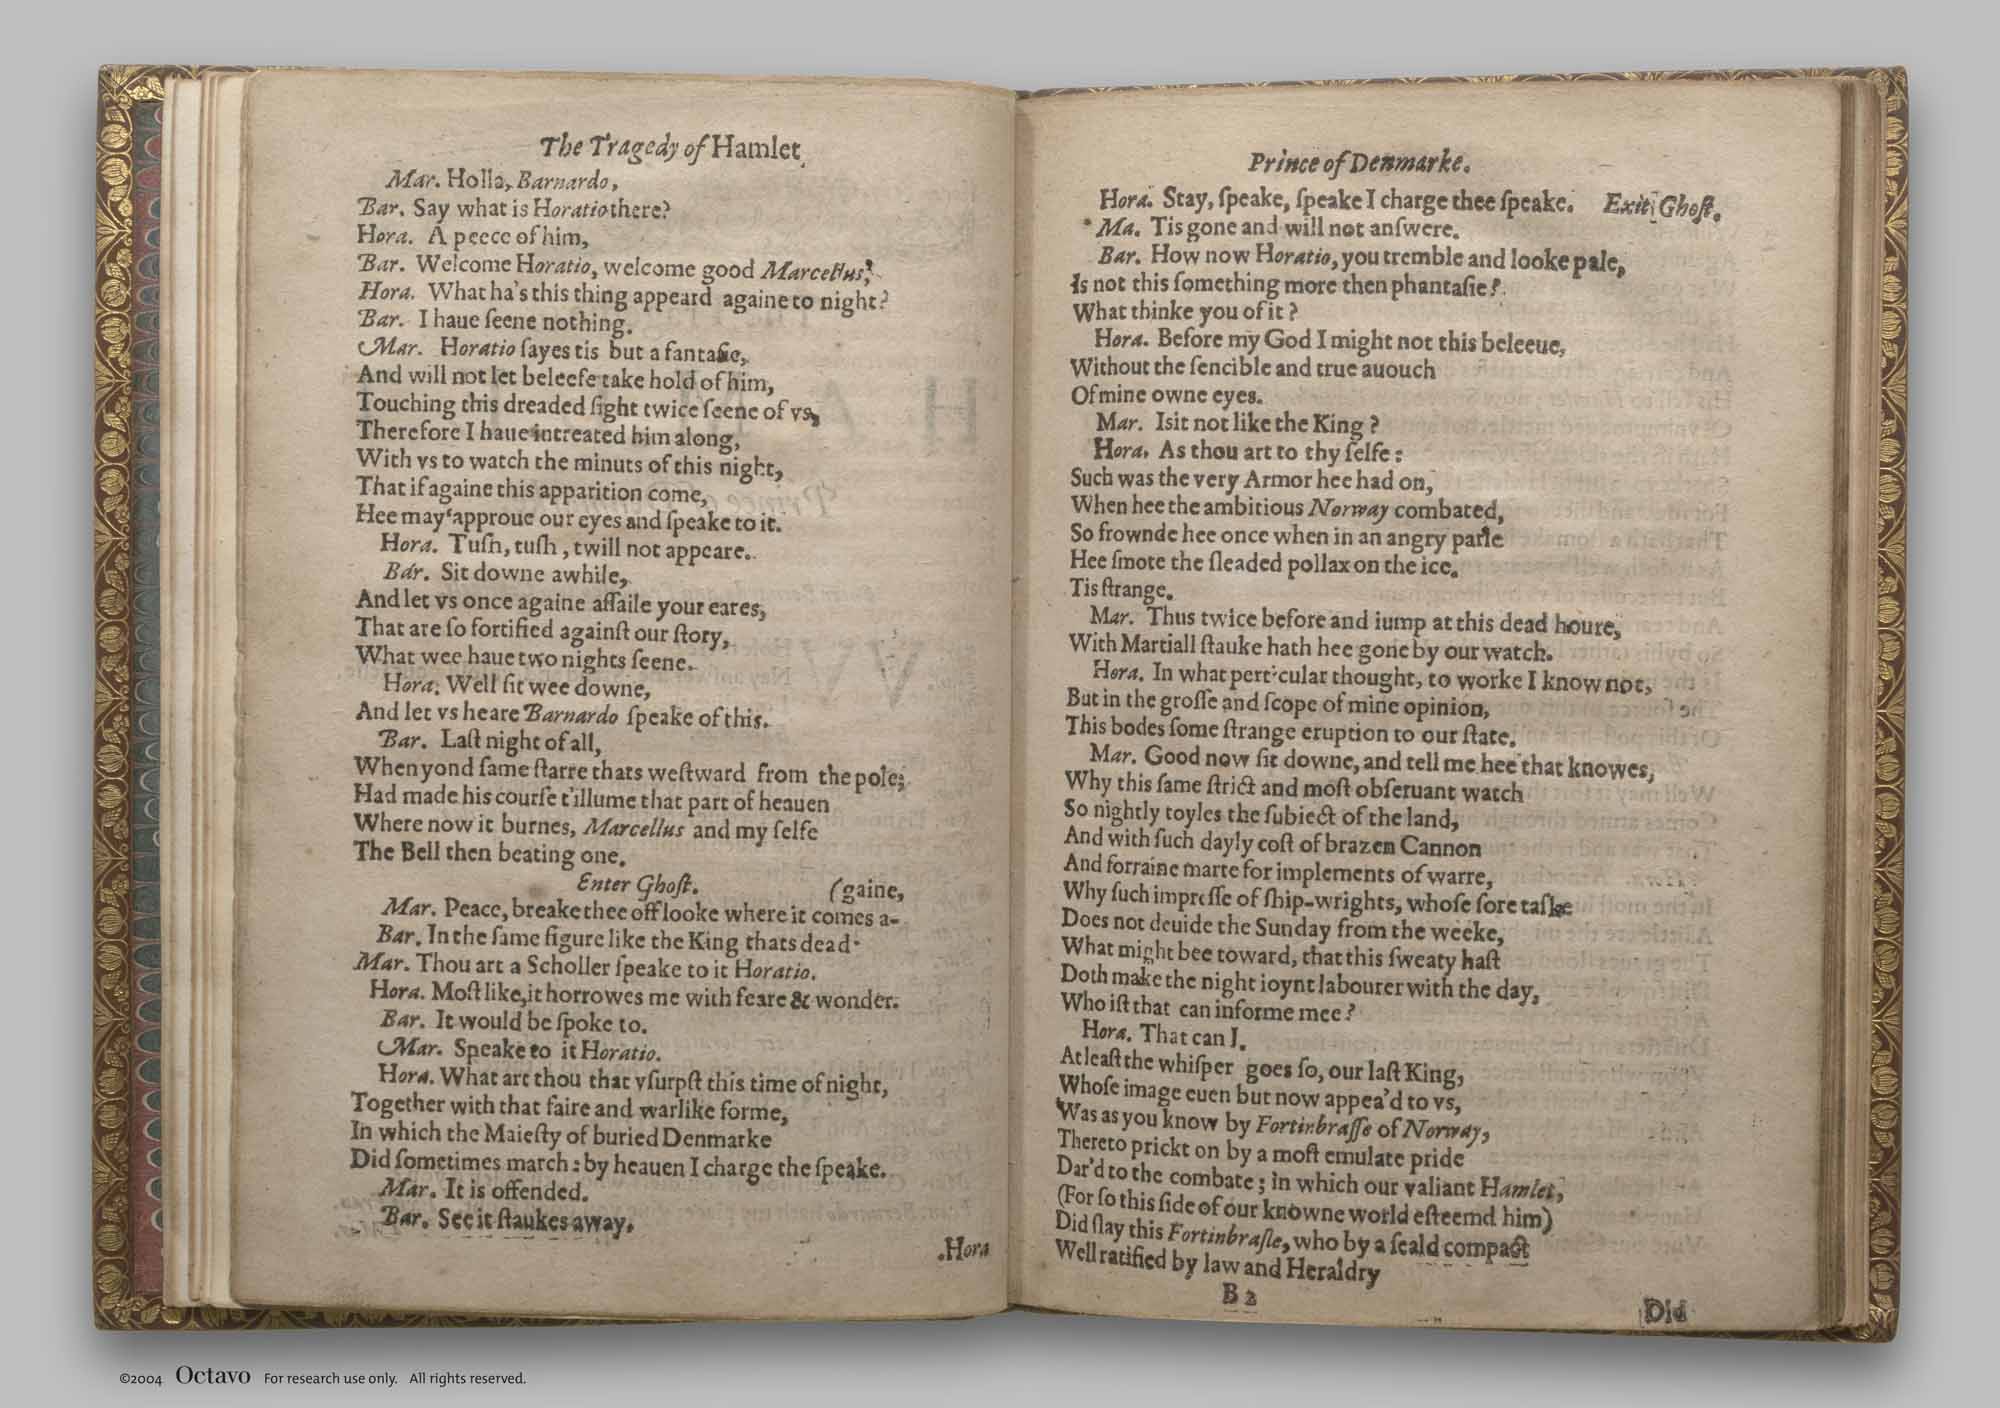 The Tragedy of Hamlet
Mar. Holla, Barnardo,
Bar. Say what is Horatio there?
Hora. A peece of him,
Bar. Welcome Horatio, welcome good Marcellus,
Hora. What ha's this thing appeard againe to night?
Bar. I haue ſeene nothing.
Mar. Horatio ſayes tis but a fantaſie,
And will not let beleefe take hold of him,
Touching this dreaded ſight twice ſeene of vs,
Therefore I haue intreated him along,
With vs to watch the minuts of this night,
That if againe this apparition come,
Hee may approue our eyes and ſpeake to it.
Hora. Tuſh, tuſh, twill not appeare.
Bar. Sit downe awhile,
And let vs once againe aſſaile your eares,
That are ſo fortified againſt our ſtory,
What wee haue two nights ſeene.
Hora. Well ſit wee downe,
And let vs heare Barnardo ſpeake of this.
Bar. Laſt night of all,
When yond ſame ſtarre thats weſtward from the pole,
Had made his courſe t'illume that part of heauen
Where now it burnes, Marcellus and my ſelfe
The Bell then beating one.
Enter Ghoſt. (gaine,
Mar. Peace, breake thee off looke where it comes a-
Bar. In the ſame figure like the King thats dead.
Mar. Thou art a Scholler ſpeake to it Horatio.
Hora. Moſt like, it horrowes me with feare & wonder.
Bar. It would be ſpoke to.
Mar. Speake to it Horatio.
Hora. What art thou that vſurpſt this time of night,
Together with that faire and warlike forme,
In which the Maieſty of buried Denmarke
Did ſometimes march: by heauen I charge the ſpeake.
Mar. It is offended.
Bar. See it ſtaukes away.
Hora
Prince of Denmarke.
Hora. Stay, ſpeake, ſpeake I charge thee ſpeake. Exit Ghoſt.
Ma. Tis gone and will not anſwere.
Bar. How now Horatio, you tremble and looke pale,
Is not this ſomething more then phantaſie?
What thinke you of it?
Hora. Before my God I might not this beleeue,
Without the ſencible and true auouch
Of mine owne eyes.
Mar. Is it not like the King?
Hora. As thou art to thy ſelfe:
Such was the very Armor hee had on,
When hee the ambitious Norway combated,
So frownde hee once when in an angry parle
Hee ſmote the ſleaded pollax on the ice.
Tis ſtrange.
Mar. Thus twice before and iump at this dead houre,
With Martiall ſtauke hath hee gone by our watch.
Hora. In what perticular thought, to worke I know not,
But in the groſſe and ſcope of mine opinion,
This bodes ſome ſtrange eruption to our ſtate.
Mar. Good now ſit downe, and tell me hee that knowes,
Why this ſame ſtrict and moſt obſeruant watch
So nightly toyles the ſubiect of the land,
And with ſuch dayly coſt of brazen Cannon
And forraine marte for implements of warre,
Why ſuch impreſſe of ſhip-wrights, whoſe ſore taſke
Does not deuide the Sunday from the weeke,
What might bee toward, that this ſweaty haſt
Doth make the night ioynt labourer with the day,
Who iſt that can informe mee?
Hora. That can I.
At leaſt the whiſper goes ſo, our laſt King,
Whoſe image euen but now appea'd to vs,
Was as you know by Fortinbraſſe of Norway,
Thereto prickt on by a moſt emulate pride
Dar'd to the combate; in which our valiant Hamlet,
(For ſo this ſide of our knowne world eſteemd him)
Did ſlay this Fortinbraſſe, who by a ſeald compact
Well ratified by law and Heraldry
B 2
Did
©2004 Octavo For research use only. All rights reserved.